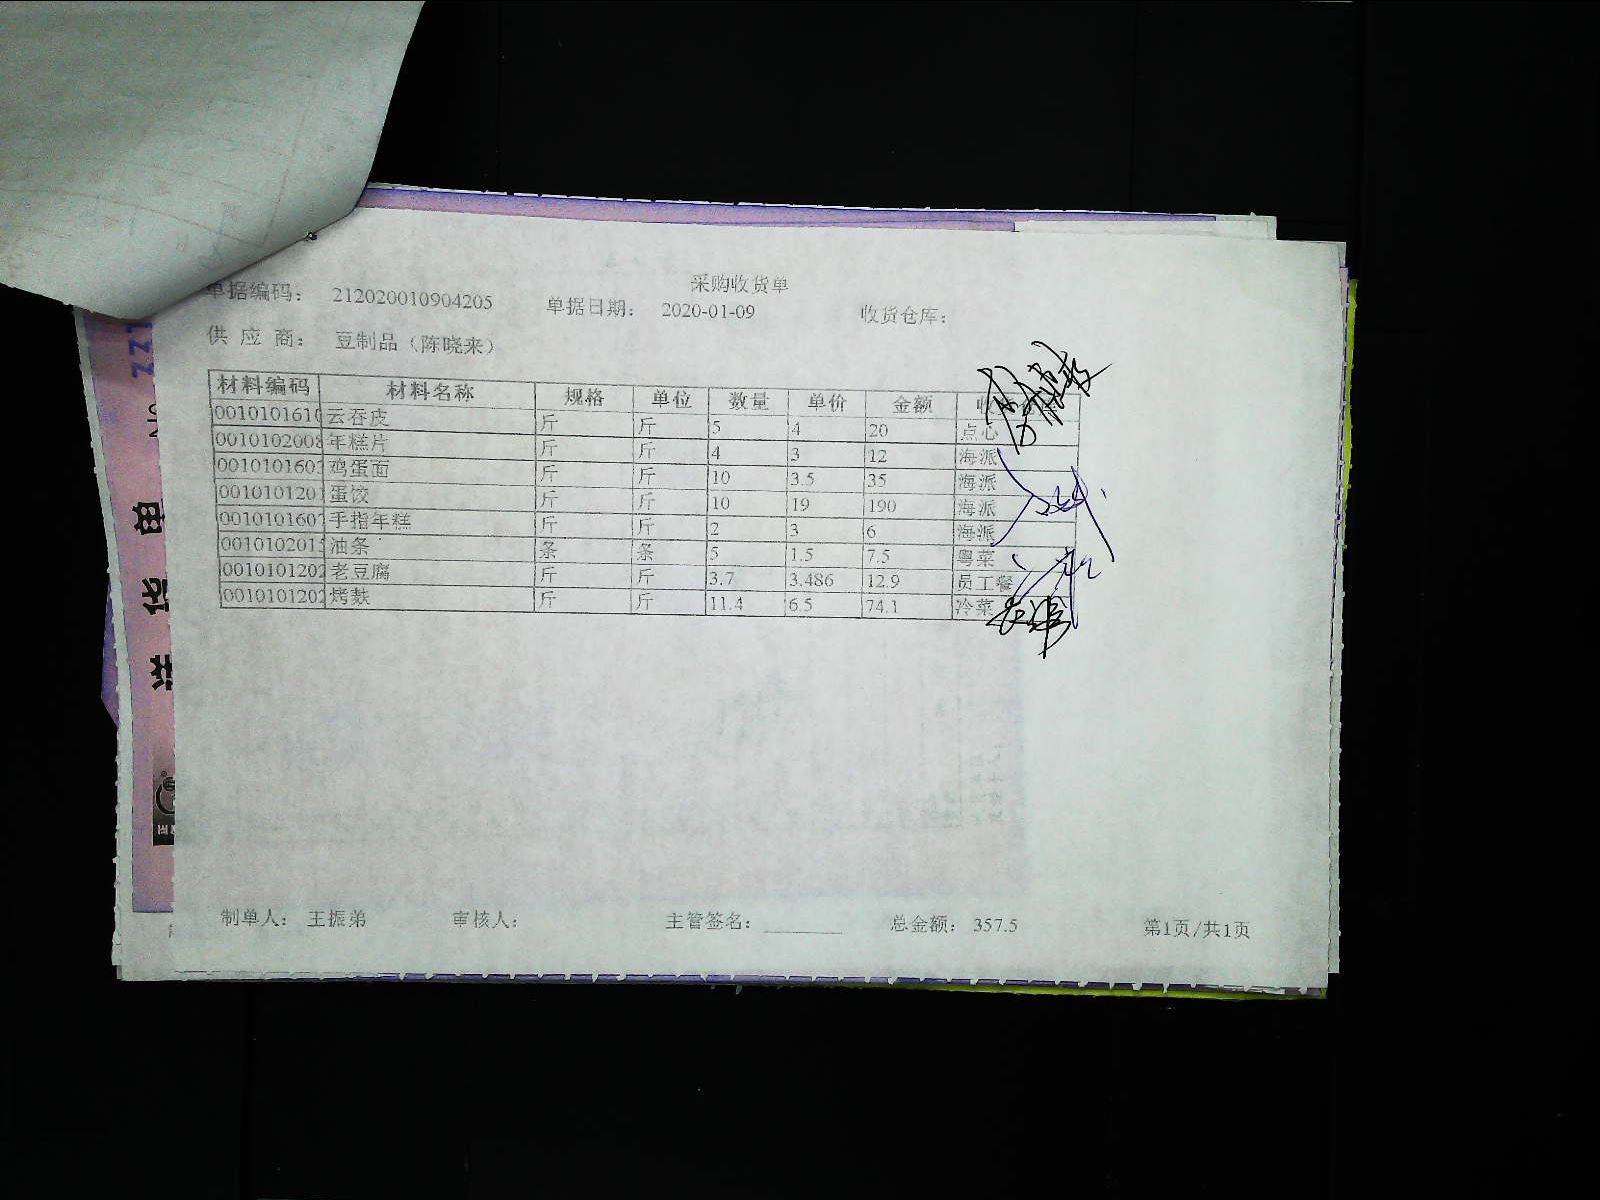 采购收货单
单据编码： 212020010904205 单据日期： 2020-01-09 收货仓库：
供 应 商： 豆制品（陈晓来）
材料编码 材料名称 规格 单位 数量 单价 金额 收
0010101610 云吞皮 斤 斤 5 4 20 点心
0010102008 年糕片 斤 斤 4 3 12 海派
001010160 鸡蛋面 斤 斤 10 3.5 35 海派
001010120 蛋饺 斤 斤 10 19 190 海派
001010160 手指年糕 斤 斤 2 3 6 海派
001010201 油条 条 条 5 1.5 7.5 粤菜
001010120 老豆腐 斤 斤 3.7 3.486 12.9 员工餐
001010120 烤麸 斤 斤 11.4 6.5 74.1 冷菜
制单人： 王振弟 审核人： 主管签名： 总金额： 357.5 第1页/共1页